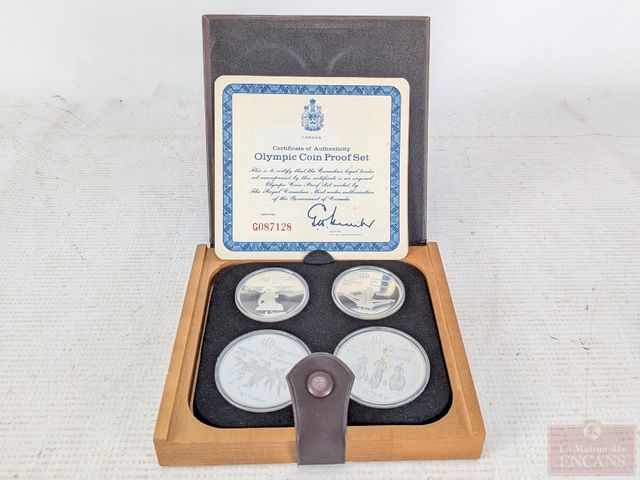 CANADA
Certificate of Authenticity
Olympic Coin Proof Set
This is to certify that the Canadian legal tender
set accompanied by this certificate is an original
Olympic Coin Proof Set minted by
The Royal Canadian Mint under authorization
of the Government of Canada
G087128
La Maison des
ENCANS